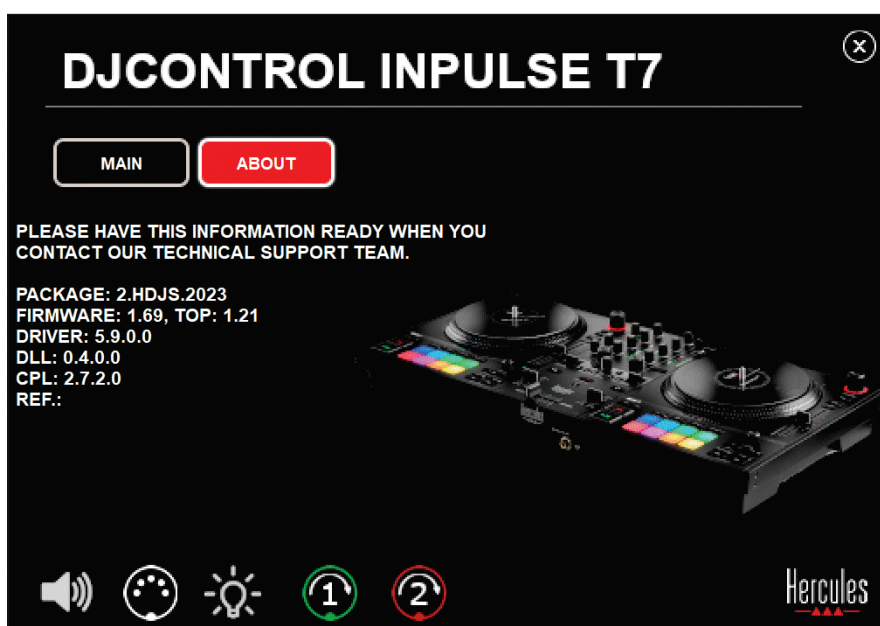 DJCONTROL INPULSE T7
MAIN
ABOUT
PLEASE HAVE THIS INFORMATION READY WHEN YOU
CONTACT OUR TECHNICAL SUPPORT TEAM.
PACKAGE: 2.HDJS.2023
FIRMWARE: 1.69, TOP: 1.21
DRIVER: 5.9.0.0
DLL: 0.4.0.0
CPL: 2.7.2.0
REF.:
1
2
Hercules